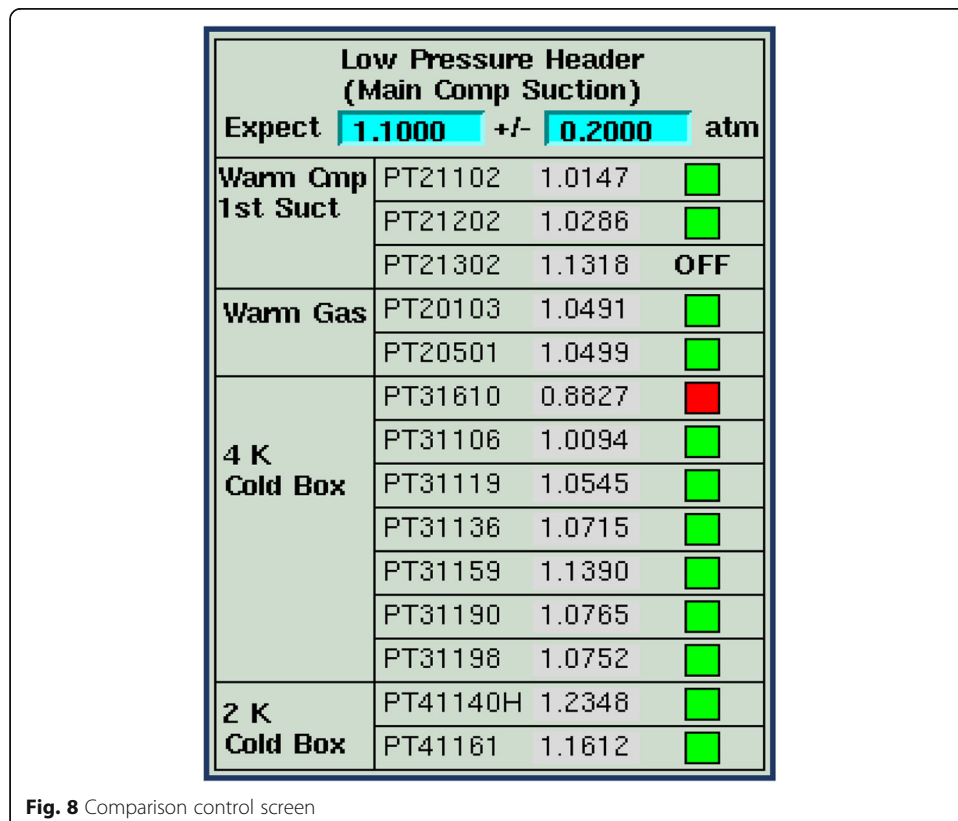 Low Pressure Header
(Main Comp Suction)
Expect 1.1000 +/- 0.2000 atm
Warm Cmp PT21102 1.0147
1st Suct PT21202 1.0286
PT21302 1.1318 OFF
Warm Gas PT20103 1.0491
PT20501 1.0499
PT31610 0.8827
4 K PT31106 1.0094
Cold Box PT31119 1.0545
PT31136 1.0715
PT31159 1.1390
PT31190 1.0765
PT31198 1.0752
2 K PT41140H 1.2348
Cold Box PT41161 1.1612
Fig. 8 Comparison control screen